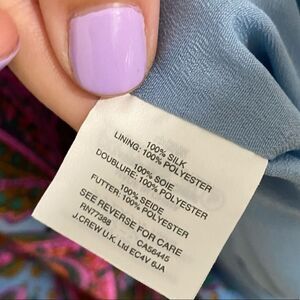 100% SILK
LINING: 100% POLYESTER
100% SOIE
DOUBLURE: 100% POLYESTER
100% SEIDE
FUTTER: 100% POLYESTER
SEE REVERSE FOR CARE
RN77388 CA56445
J.CREW U.K. Ltd EC4V 6JA